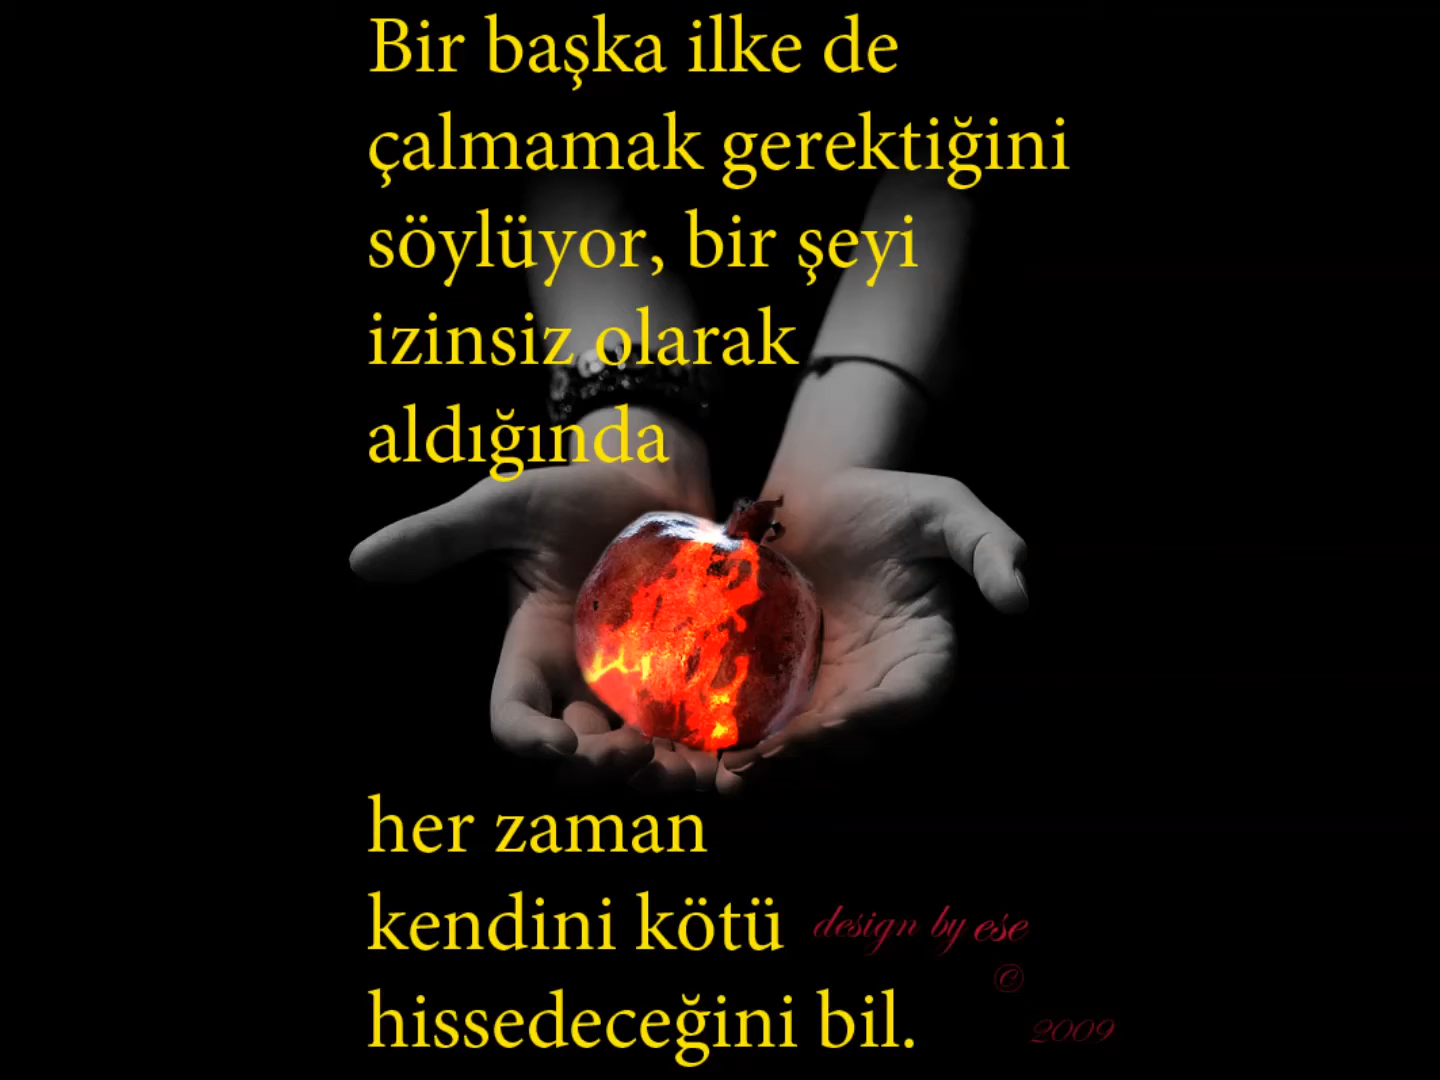 Bir başka ilke de
çalmamak gerektiğini
söylüyor, bir şeyi
izinsiz olarak
aldığında
her zaman
kendini kötü
hissedeceğini bil.
design by ese
©
2009